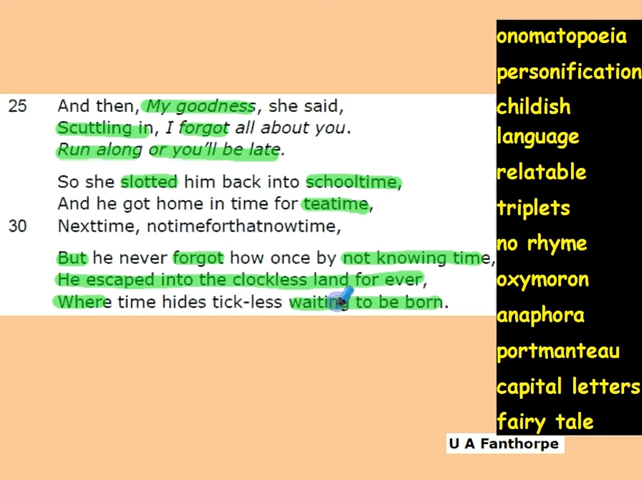 25 And then, My goodness, she said,
Scuttling in, I forgot all about you.
Run along or you'll be late.
So she slotted him back into schooltime,
And he got home in time for teatime,
30 Nexttime, notimeforthatnowtime,
But he never forgot how once by not knowing time,
He escaped into the clockless land for ever,
Where time hides tick-less waiting to be born.
onomatopoeia
personification
childish
language
relatable
triplets
no rhyme
oxymoron
anaphora
portmanteau
capital letters
fairy tale
U A Fanthorpe